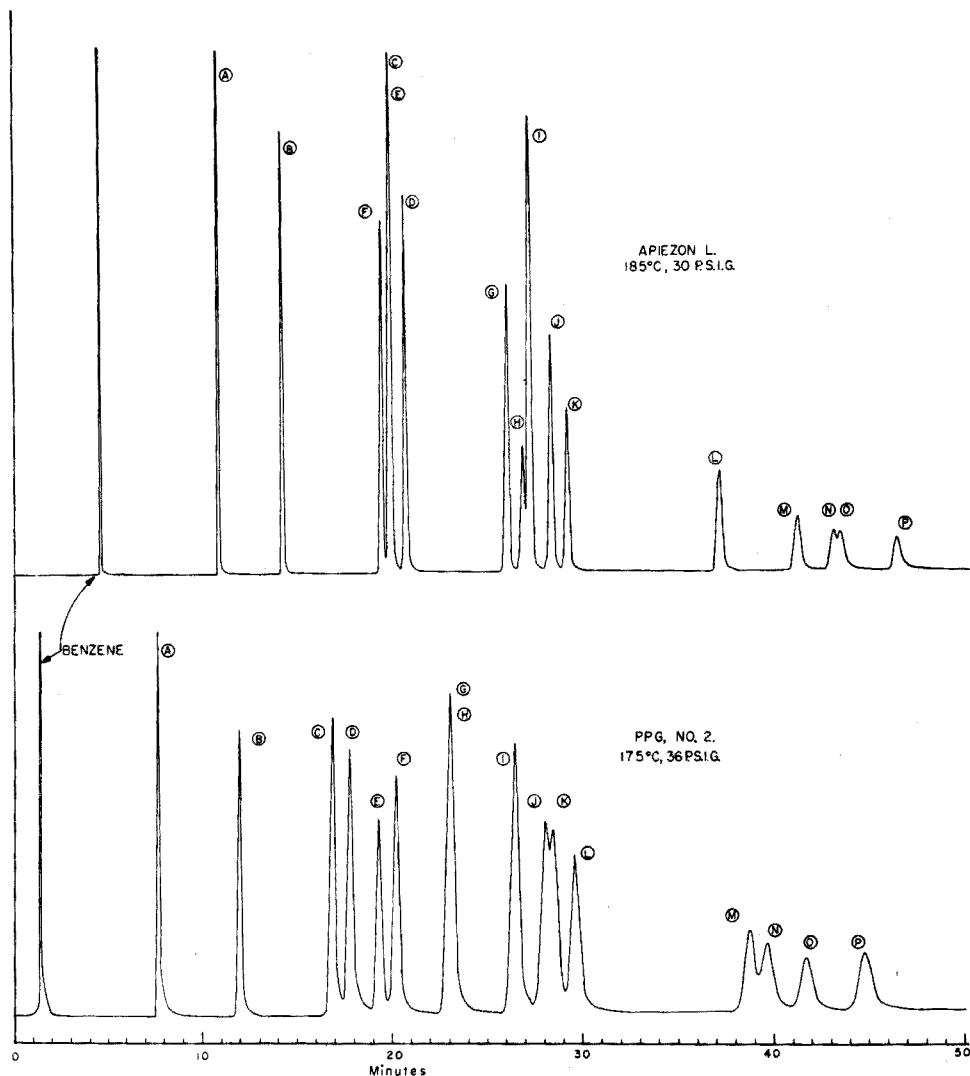 A
B
C
E
F
D
I
G
H
J
K
L
M
N O
P
APIEZON L.
185°C, 30 P.S.I.G.
BENZENE
A
B
C D
E
F
G
H
I
J K
L
M
N
O
P
PPG, NO. 2.
175°C, 36 P.S.I.G.
0 10 20 30 40 50
Minutes